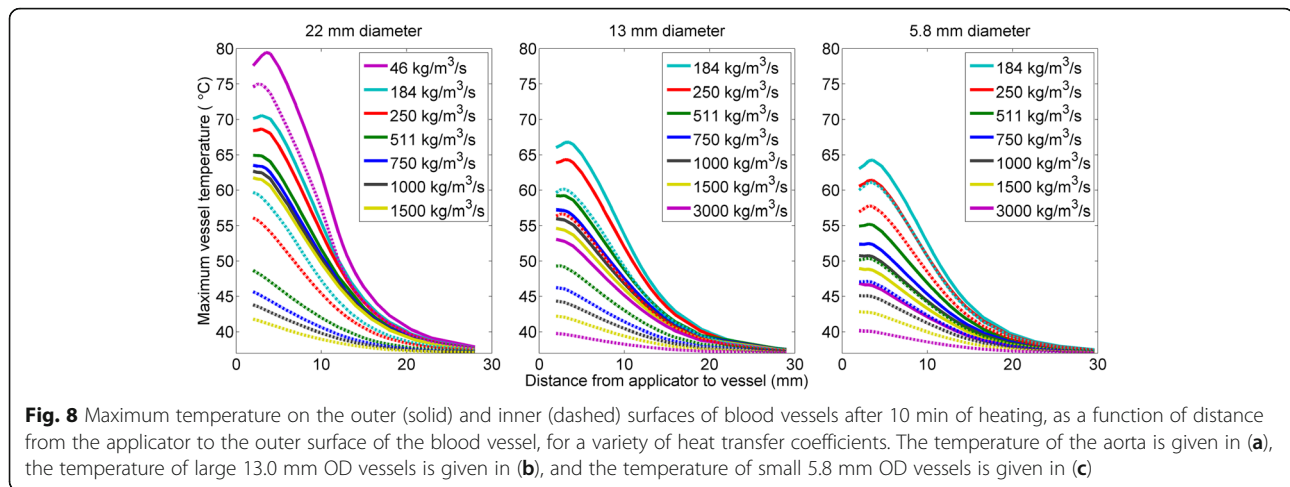 22 mm diameter
13 mm diameter
5.8 mm diameter
Maximum vessel temperature ( °C)
80
75
70
65
60
55
50
45
40
46 kg/m³/s
184 kg/m³/s
250 kg/m³/s
511 kg/m³/s
750 kg/m³/s
1000 kg/m³/s
1500 kg/m³/s
184 kg/m³/s
250 kg/m³/s
511 kg/m³/s
750 kg/m³/s
1000 kg/m³/s
1500 kg/m³/s
3000 kg/m³/s
184 kg/m³/s
250 kg/m³/s
511 kg/m³/s
750 kg/m³/s
1000 kg/m³/s
1500 kg/m³/s
3000 kg/m³/s
0 10 20 30
0 10 20 30
0 10 20 30
Distance from applicator to vessel (mm)
Fig. 8 Maximum temperature on the outer (solid) and inner (dashed) surfaces of blood vessels after 10 min of heating, as a function of distance
from the applicator to the outer surface of the blood vessel, for a variety of heat transfer coefficients. The temperature of the aorta is given in (a),
the temperature of large 13.0 mm OD vessels is given in (b), and the temperature of small 5.8 mm OD vessels is given in (c)